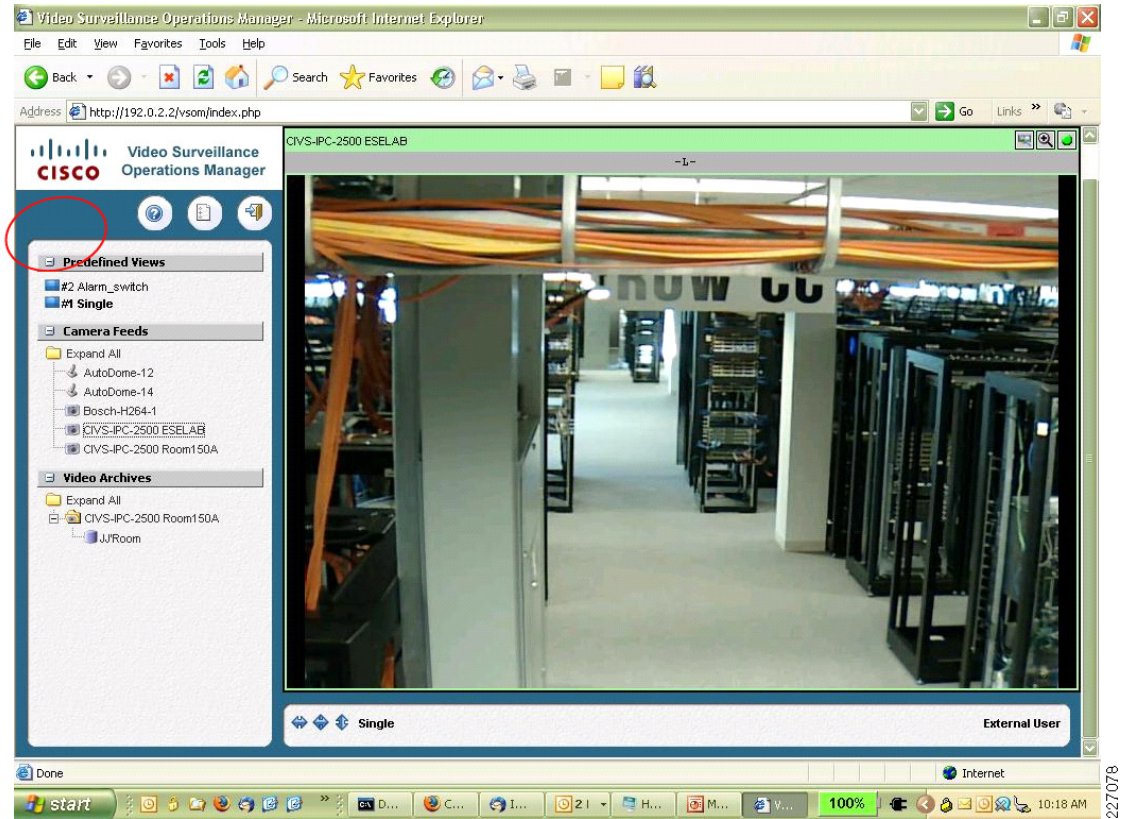 Video Surveillance Operations Manager - Microsoft Internet Explorer
File Edit View Favorites Tools Help
Back Search Favorites
Address http://192.0.2.2/vsom/index.php Go Links »
CISCO
Video Surveillance
Operations Manager
Predefined Views
#2 Alarm_switch
#1 Single
Camera Feeds
Expand All
AutoDome-12
AutoDome-14
Bosch-H264-1
CIVS-IPC-2500 ESELAB
CIVS-IPC-2500 Room150A
Video Archives
Expand All
CIVS-IPC-2500 Room150A
JJ'Room
CIVS-IPC-2500 ESELAB
-L-
ROW CC
Single
External User
Done
Internet
start » D... C... I... 2 I H... M... V... 100% 10:18 AM
227078